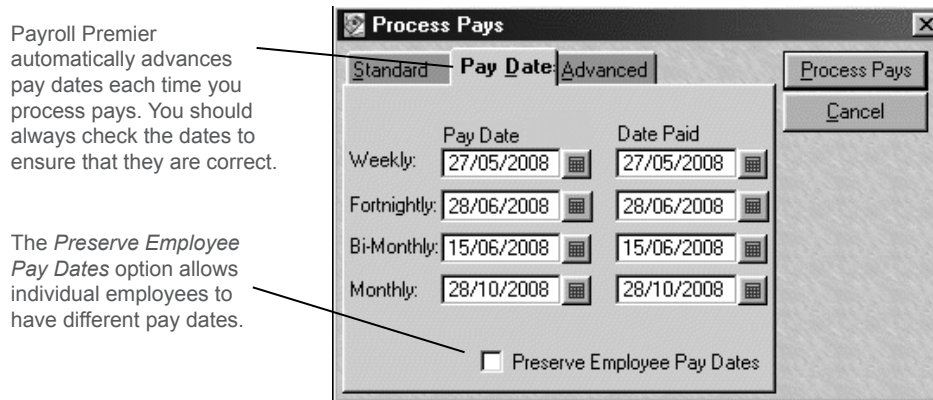 Payroll Premier
automatically advances
pay dates each time you
process pays. You should
always check the dates to
ensure that they are correct.
The Preserve Employee
Pay Dates option allows
individual employees to
have different pay dates.
Process Pays
Standard Pay Date: Advanced
Process Pays
Cancel
Pay Date Date Paid
Weekly: 27/05/2008 27/05/2008
Fortnightly: 28/06/2008 28/06/2008
Bi-Monthly: 15/06/2008 15/06/2008
Monthly: 28/10/2008 28/10/2008
Preserve Employee Pay Dates